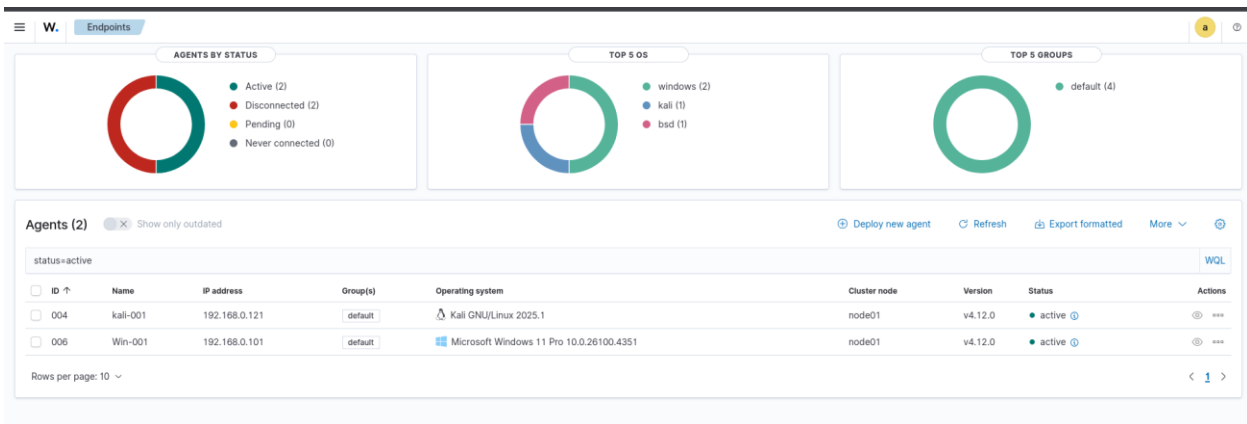 W. Endpoints a
AGENTS BY STATUS
Active (2)
Disconnected (2)
Pending (0)
Never connected (0)
TOP 5 OS
windows (2)
kali (1)
bsd (1)
TOP 5 GROUPS
default (4)
Agents (2) Show only outdated Deploy new agent Refresh Export formatted More
status=active WQL
ID Name IP address Group(s) Operating system Cluster node Version Status Actions
004 kali-001 192.168.0.121 default Kali GNU/Linux 2025.1 node01 v4.12.0 active
006 Win-001 192.168.0.101 default Microsoft Windows 11 Pro 10.0.26100.4351 node01 v4.12.0 active
Rows per page: 10 1